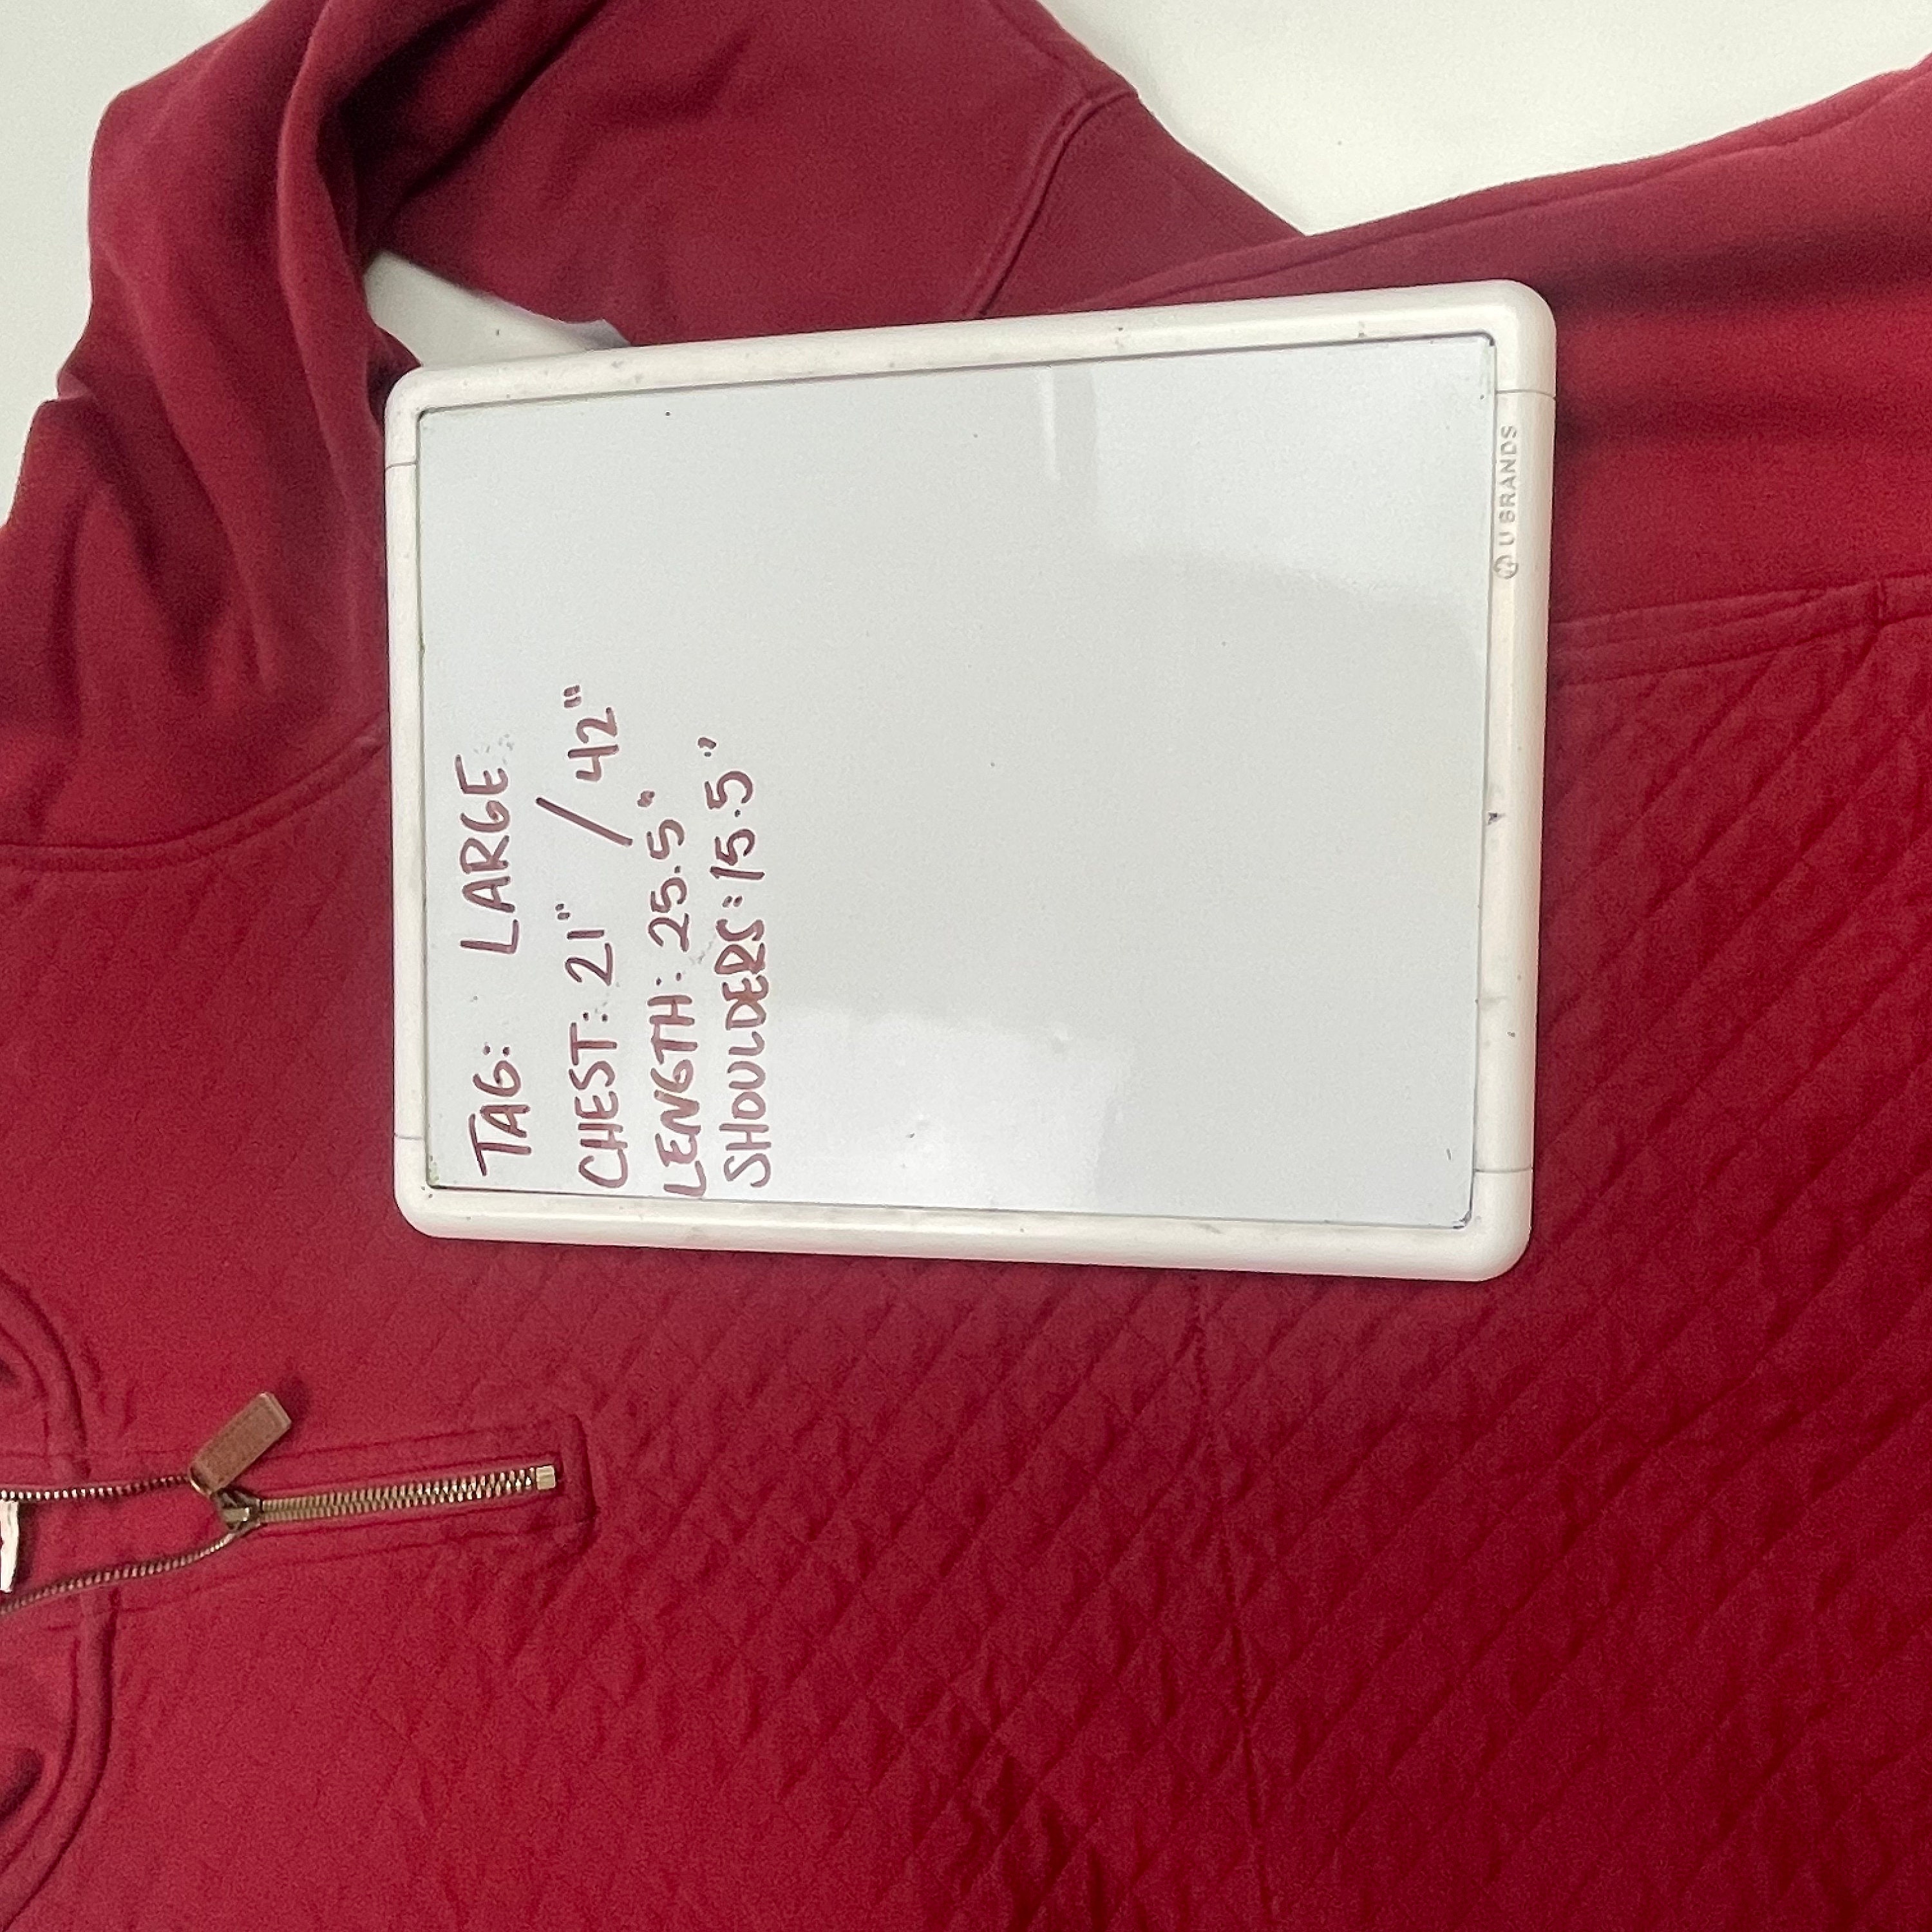 TAG: LARGE
CHEST: 21" / 42"
LENGTH: 25.5"
SHOULDERS: 15.5"
U BRANDS